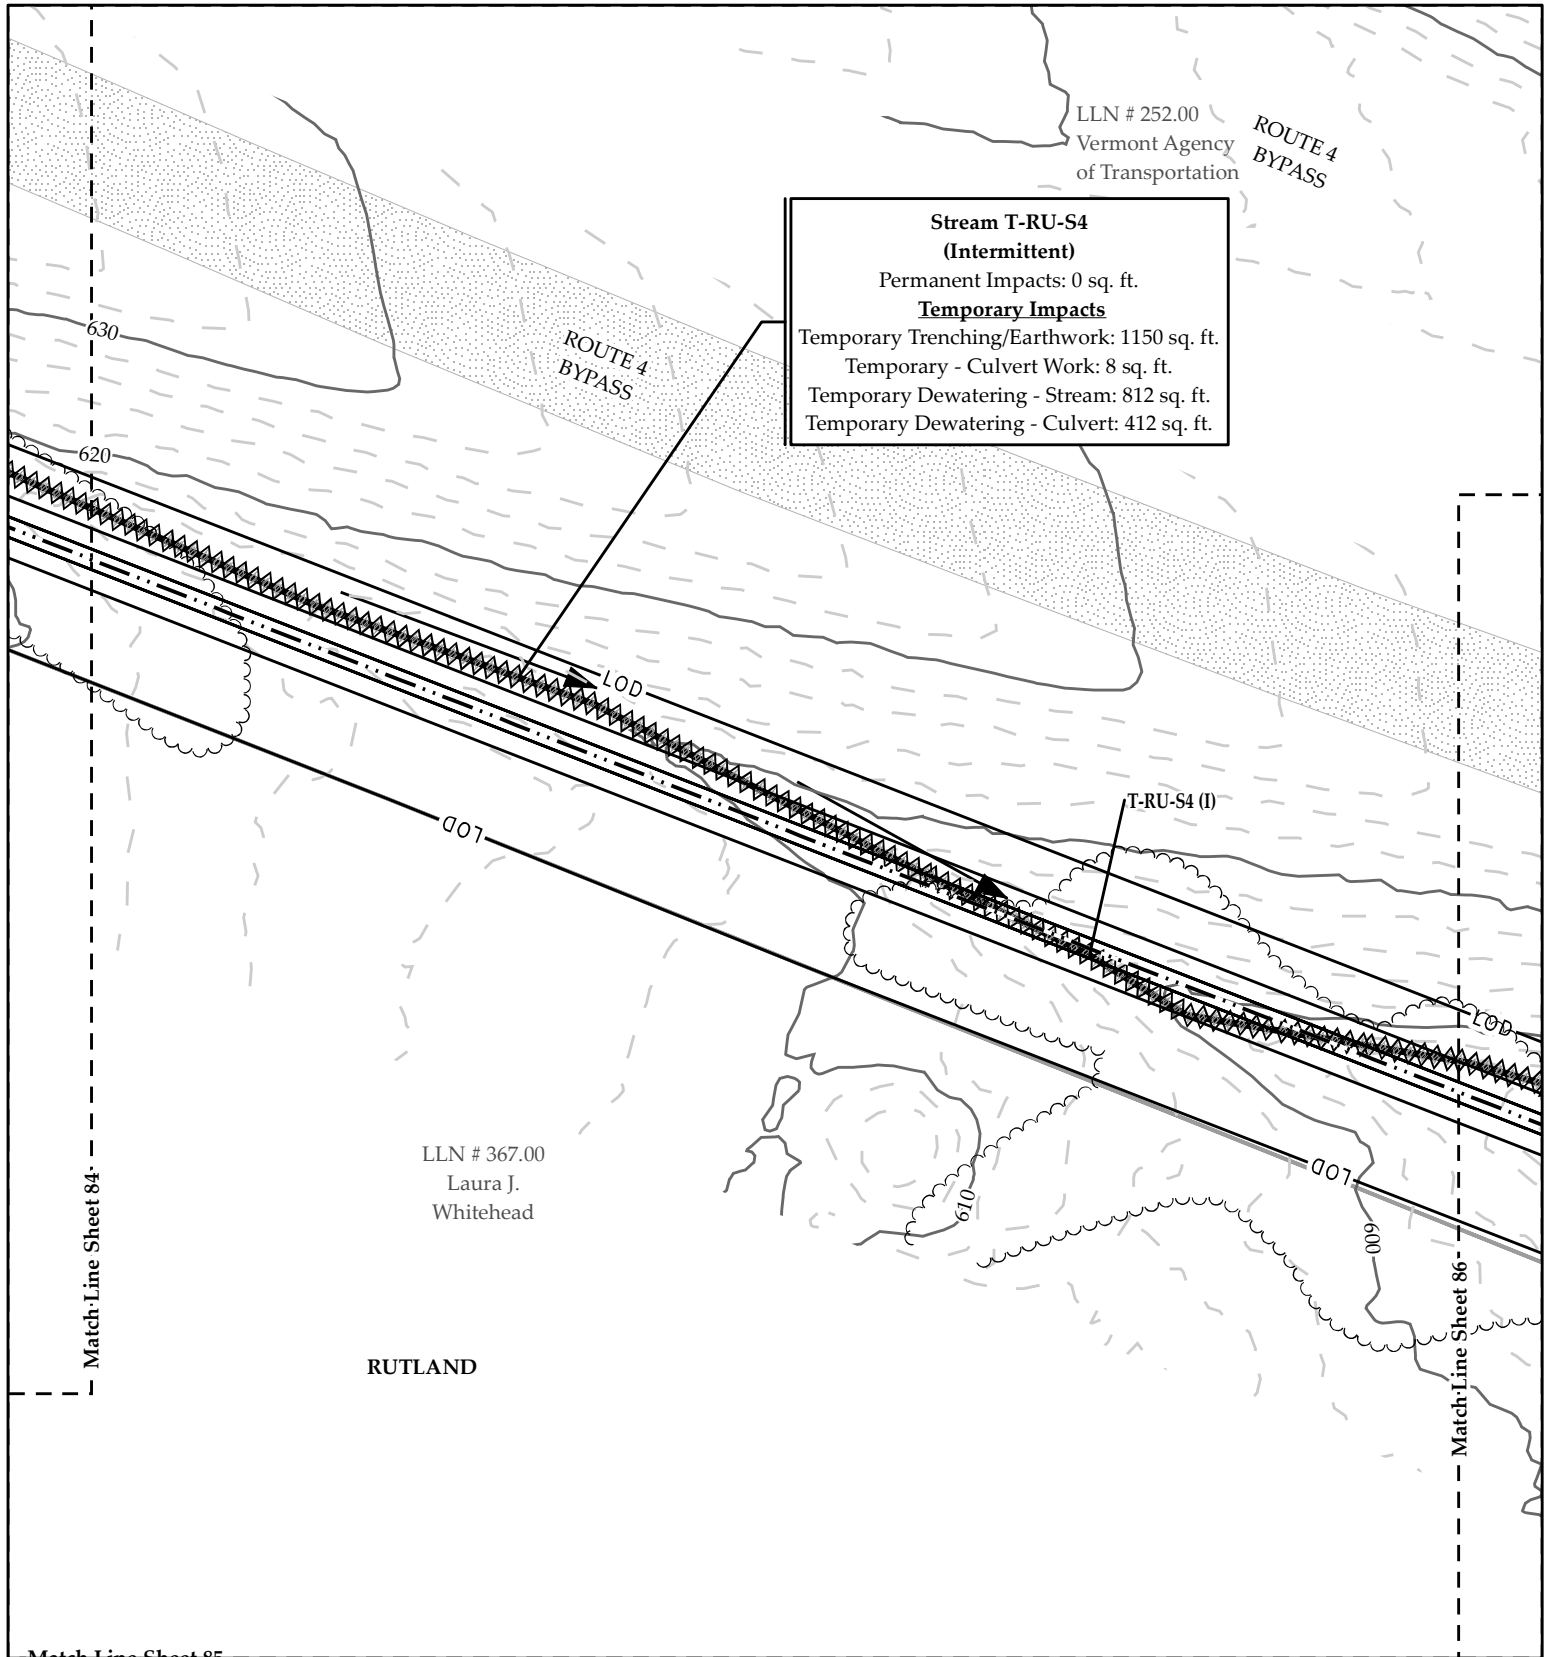 LLN # 252.00
Vermont Agency
of Transportation
ROUTE 4
BYPASS
Stream T-RU-S4
(Intermittent)
Permanent Impacts: 0 sq. ft.
Temporary Impacts
Temporary Trenching/Earthwork: 1150 sq. ft.
Temporary - Culvert Work: 8 sq. ft.
Temporary Dewatering - Stream: 812 sq. ft.
Temporary Dewatering - Culvert: 412 sq. ft.
630
ROUTE 4
BYPASS
620
LOD
T-RU-S4 (I)
LOD
LOD
LLN # 367.00
Laura J.
Whitehead
LOD
610
600
Match Line Sheet 84
Match Line Sheet 86
RUTLAND
Match Line Sheet 85